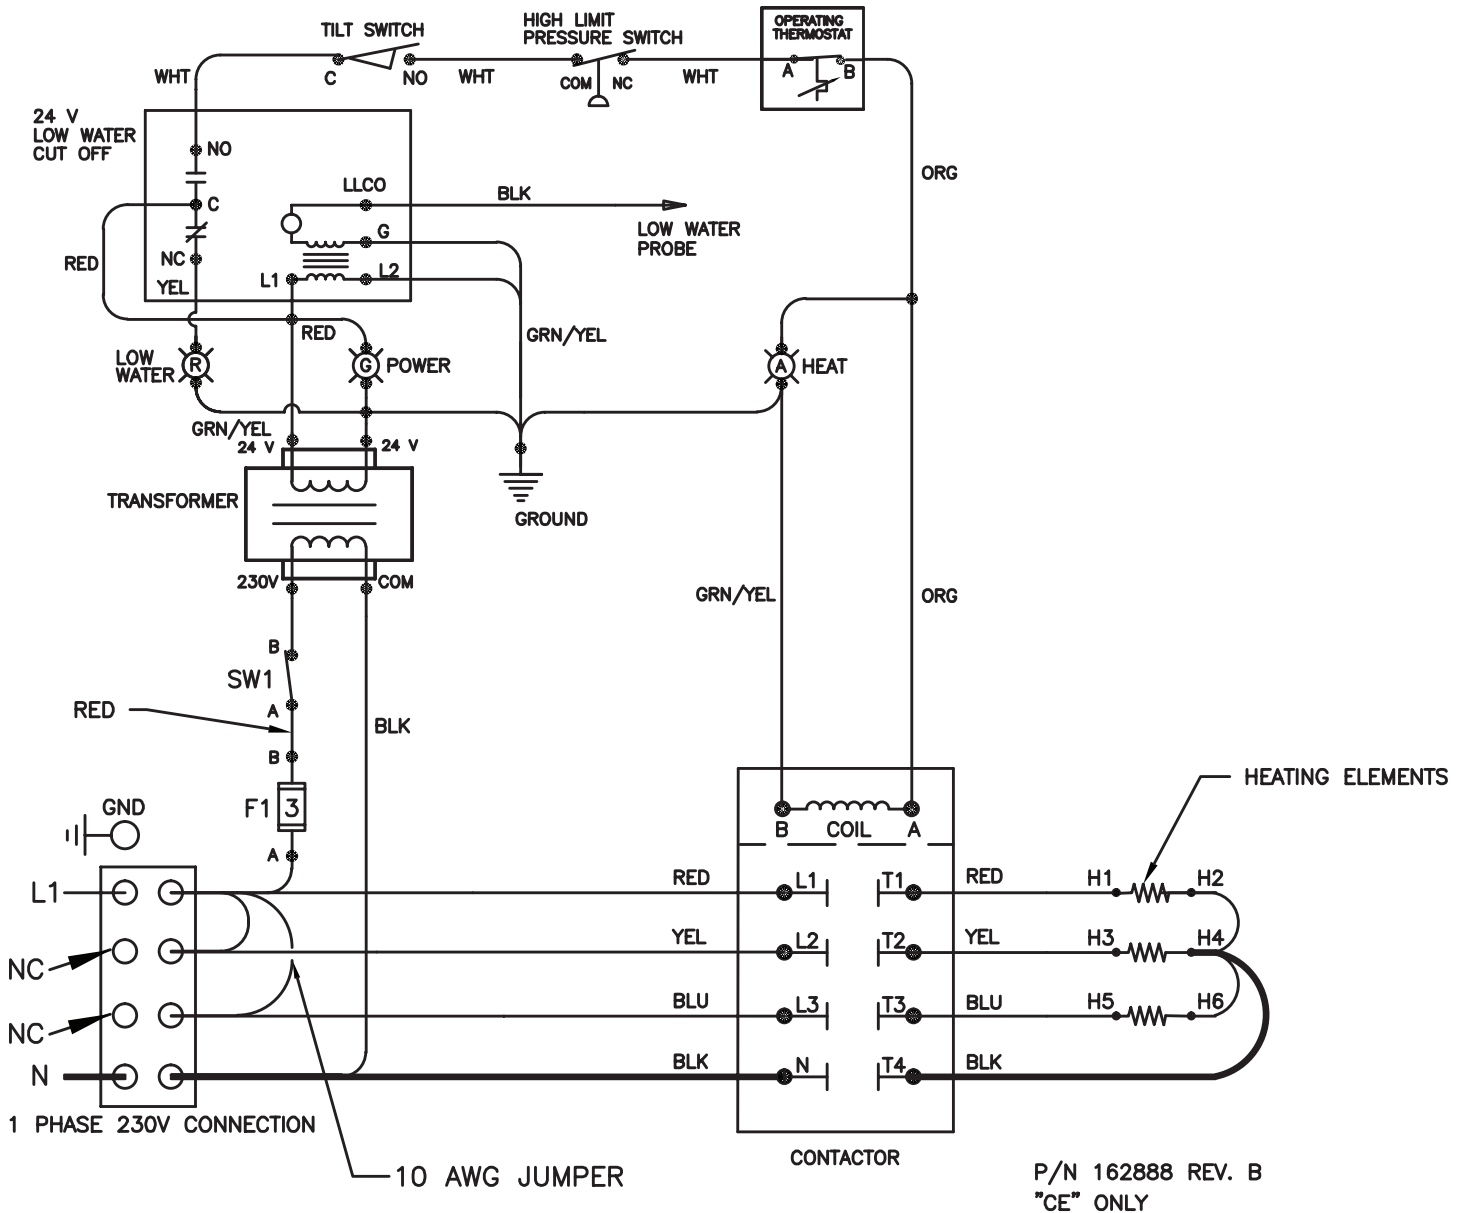 TILT SWITCH
HIGH LIMIT
PRESSURE SWITCH
OPERATING
THERMOSTAT
WHT
C
NO
WHT
COM
NC
WHT
A
B
24 V
LOW WATER
CUT OFF
NO
C
NC
YEL
RED
LLCO
G
L1
L2
BLK
LOW WATER
PROBE
ORG
RED
GRN/YEL
LOW
WATER
R
G
POWER
A
HEAT
GRN/YEL
24 V
24 V
TRANSFORMER
GROUND
230V
COM
GRN/YEL
ORG
B
SW1
A
RED
BLK
B
F1
3
A
HEATING ELEMENTS
GND
B
COIL
A
L1
RED
L1
T1
RED
H1
H2
NC
YEL
L2
T2
YEL
H3
H4
NC
BLU
L3
T3
BLU
H5
H6
N
BLK
N
T4
BLK
1 PHASE 230V CONNECTION
10 AWG JUMPER
CONTACTOR
P/N 162888 REV. B
"CE" ONLY